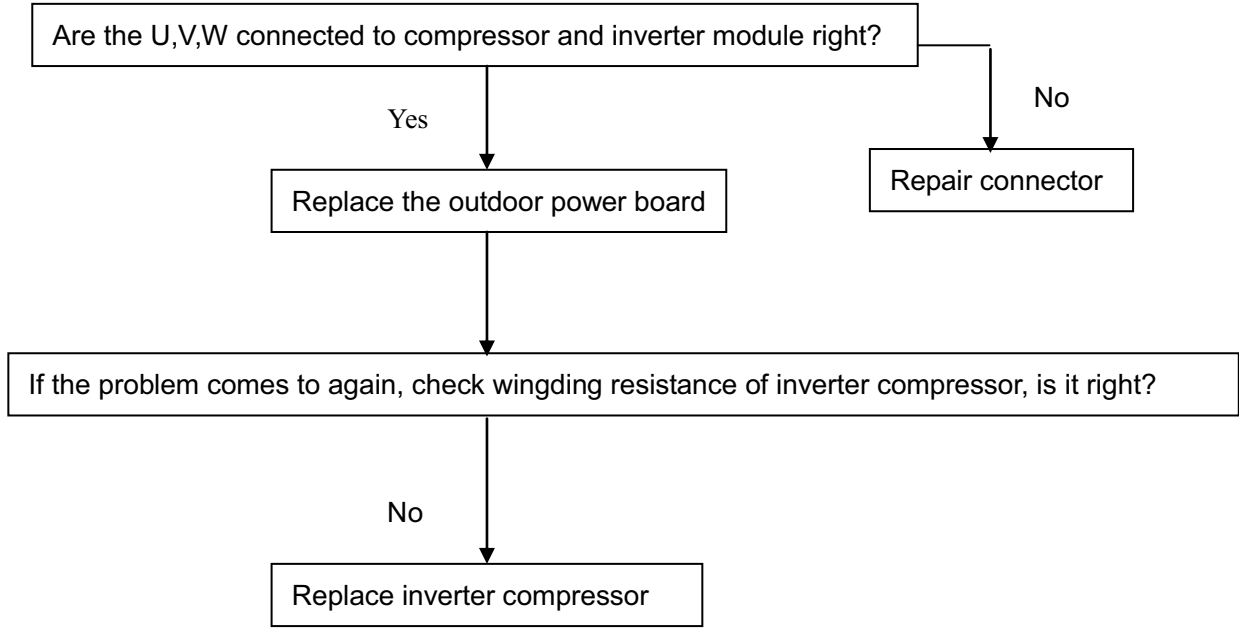 Are the U,V,W connected to compressor and inverter module right?
No
Yes
Repair connector
Replace the outdoor power board
If the problem comes to again, check wingding resistance of inverter compressor, is it right?
No
Replace inverter compressor